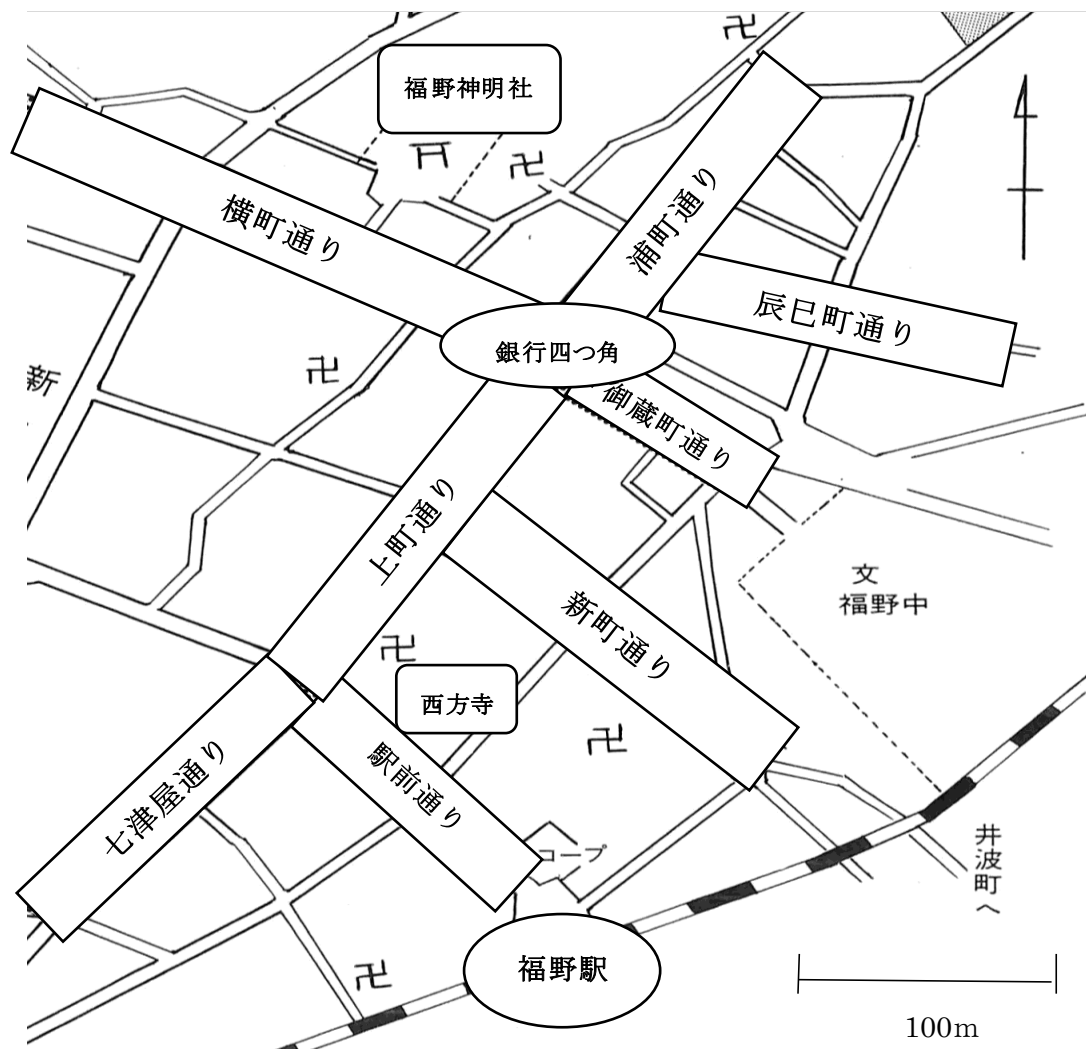 福野神明社
横町通り
浦町通り
辰巳町通り
銀行四つ角
新
御蔵町通り
上町通り
文
福野中
新町通り
西方寺
七津屋通り
駅前通り
コープ
井波町へ
福野駅
100m